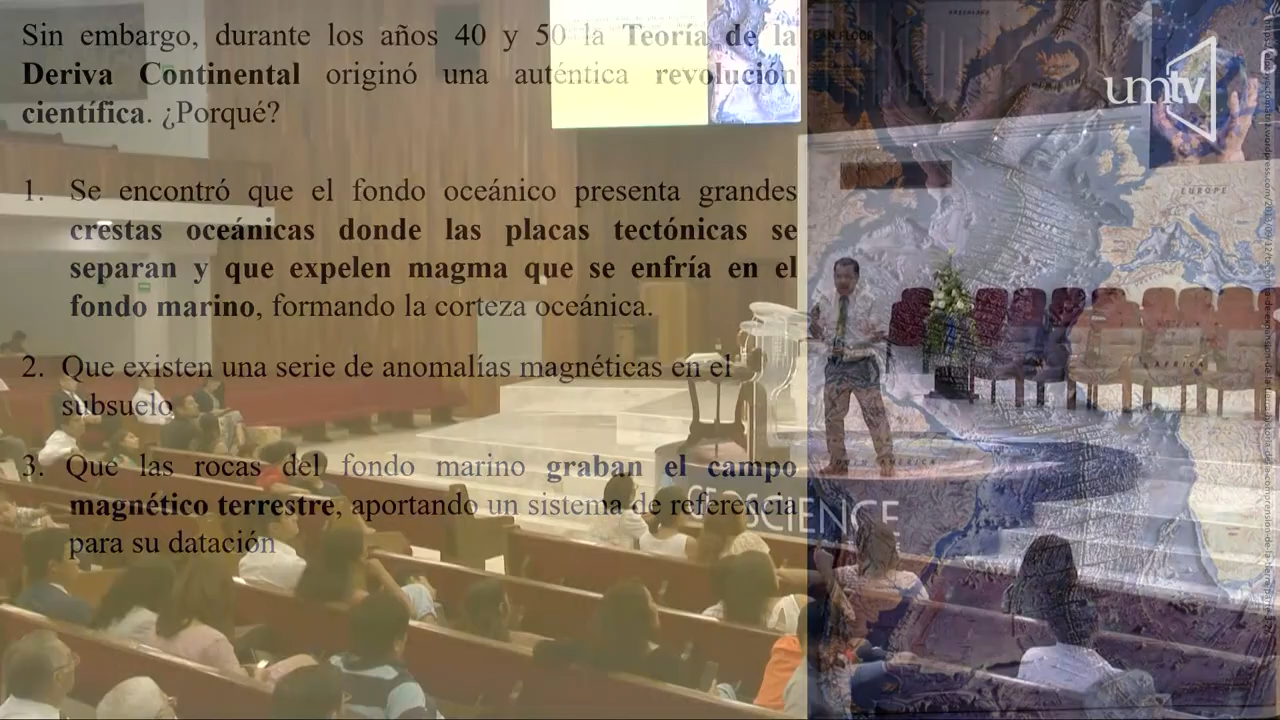 Sin embargo, durante los años 40 y 50 la Teoría de la
Deriva Continental originó una auténtica revolución
científica. ¿Porqué?
1. Se encontró que el fondo oceánico presenta grandes
crestas oceánicas donde las placas tectónicas se
separan y que expelen magma que se enfría en el
fondo marino, formando la corteza oceánica.
2. Que existen una serie de anomalías magnéticas en el
subsuelo
3. Que las rocas del fondo marino graban el campo
magnético terrestre, aportando un sistema de referencia
para su datación
umtv
EUROPE
AFRICA
GEOSCIENCE